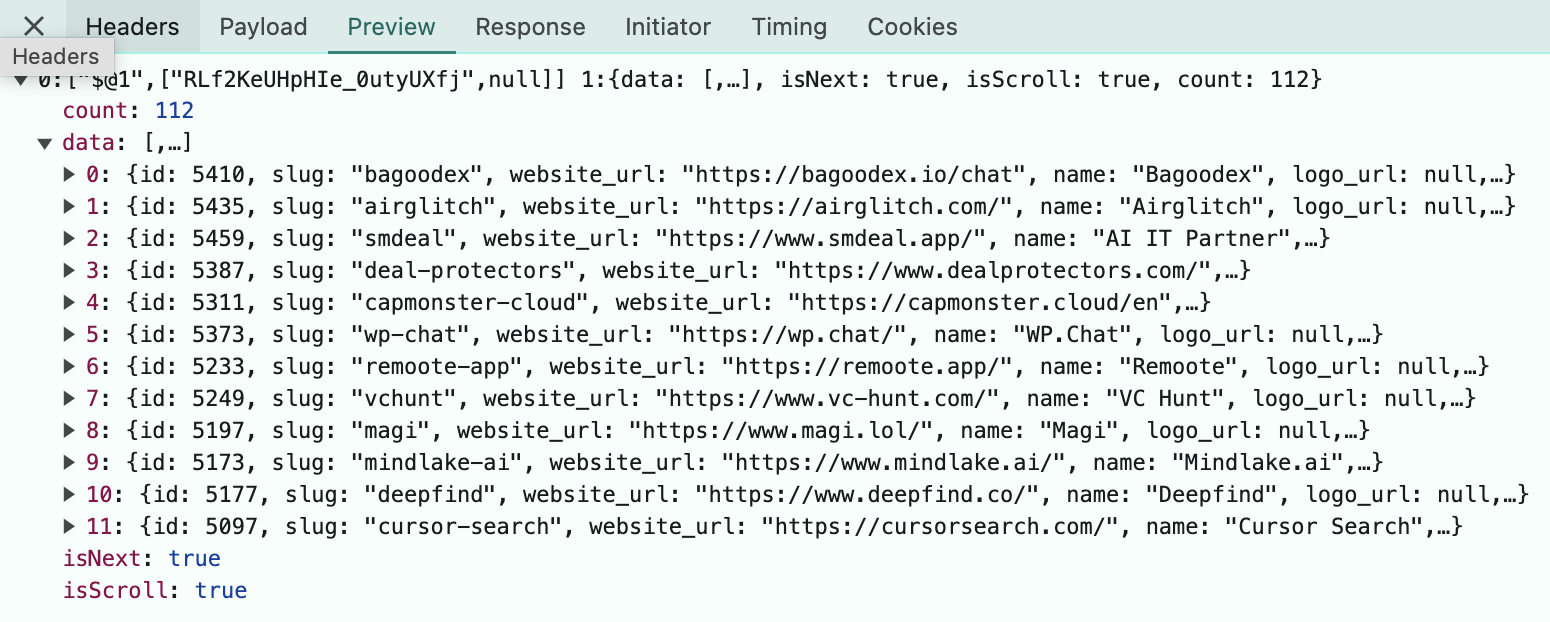 Headers Payload Preview Response Initiator Timing Cookies
Headers
0:["$@1",["RLf2KeUHpHIe_0utyUXfj",null]] 1:{data: [,…], isNext: true, isScroll: true, count: 112}
count: 112
data: [,…]
0: {id: 5410, slug: "bagoodex", website_url: "https://bagoodex.io/chat", name: "Bagoodex", logo_url: null,…}
1: {id: 5435, slug: "airglitch", website_url: "https://airglitch.com/", name: "Airglitch", logo_url: null,…}
2: {id: 5459, slug: "smdeal", website_url: "https://www.smdeal.app/", name: "AI IT Partner",…}
3: {id: 5387, slug: "deal-protectors", website_url: "https://www.dealprotectors.com/",…}
4: {id: 5311, slug: "capmonster-cloud", website_url: "https://capmonster.cloud/en",…}
5: {id: 5373, slug: "wp-chat", website_url: "https://wp.chat/", name: "WP.Chat", logo_url: null,…}
6: {id: 5233, slug: "remoote-app", website_url: "https://remoote.app/", name: "Remoote", logo_url: null,…}
7: {id: 5249, slug: "vchunt", website_url: "https://www.vc-hunt.com/", name: "VC Hunt", logo_url: null,…}
8: {id: 5197, slug: "magi", website_url: "https://www.magi.lol/", name: "Magi", logo_url: null,…}
9: {id: 5173, slug: "mindlake-ai", website_url: "https://www.mindlake.ai/", name: "Mindlake.ai",…}
10: {id: 5177, slug: "deepfind", website_url: "https://www.deepfind.co/", name: "Deepfind", logo_url: null,…}
11: {id: 5097, slug: "cursor-search", website_url: "https://cursorsearch.com/", name: "Cursor Search",…}
isNext: true
isScroll: true